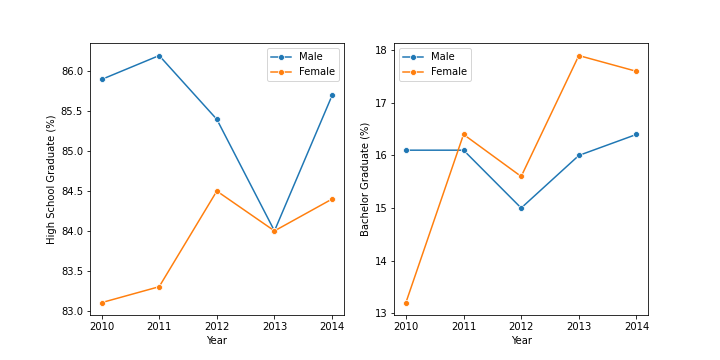 Male
Female
86.0
85.5
85.0
84.5
84.0
83.5
83.0
High School Graduate (%)
2010 2011 2012 2013 2014
Year
Male
Female
18
17
16
15
14
13
Bachelor Graduate (%)
2010 2011 2012 2013 2014
Year